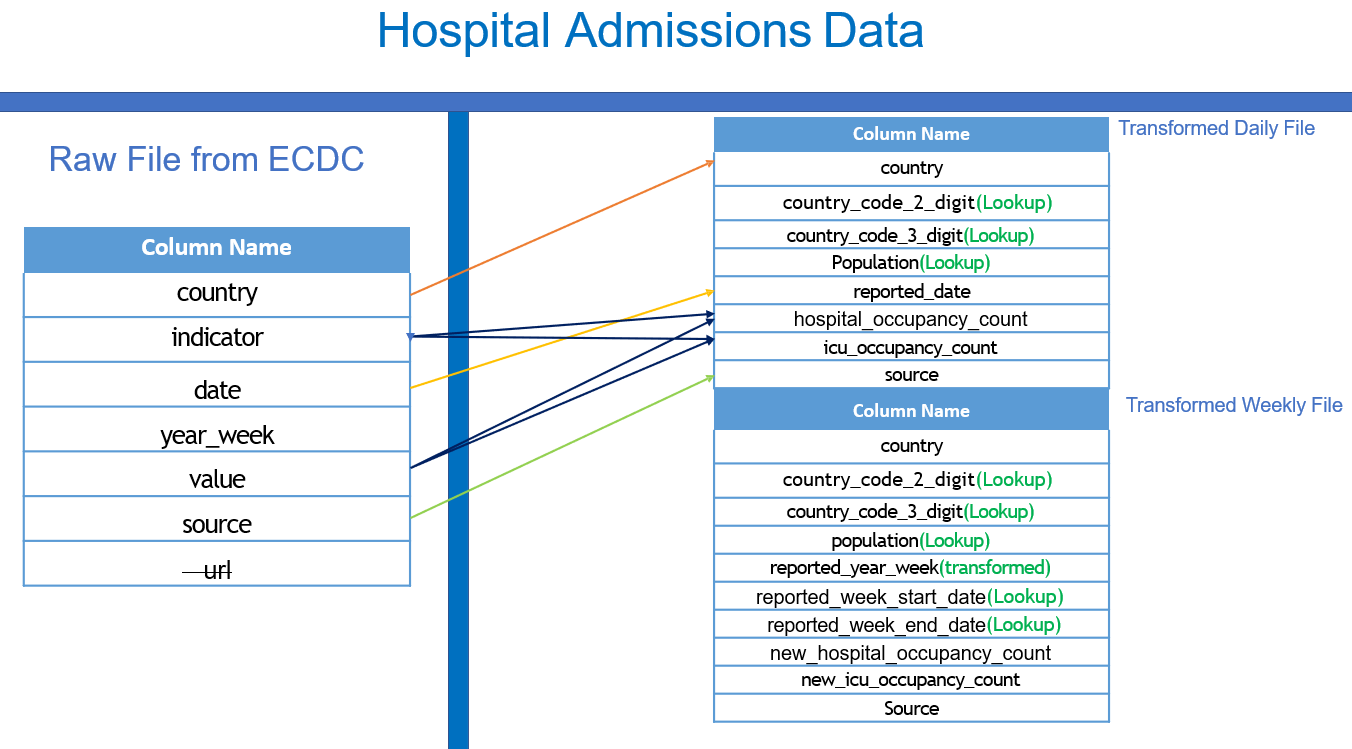 Hospital Admissions Data
Raw File from ECDC
Column Name
country
indicator
date
year_week
value
source
url
Transformed Daily File
Column Name
country
country_code_2_digit(Lookup)
country_code_3_digit(Lookup)
Population(Lookup)
reported_date
hospital_occupancy_count
icu_occupancy_count
source
Transformed Weekly File
Column Name
country
country_code_2_digit(Lookup)
country_code_3_digit(Lookup)
population(Lookup)
reported_year_week(transformed)
reported_week_start_date(Lookup)
reported_week_end_date(Lookup)
new_hospital_occupancy_count
new_icu_occupancy_count
Source